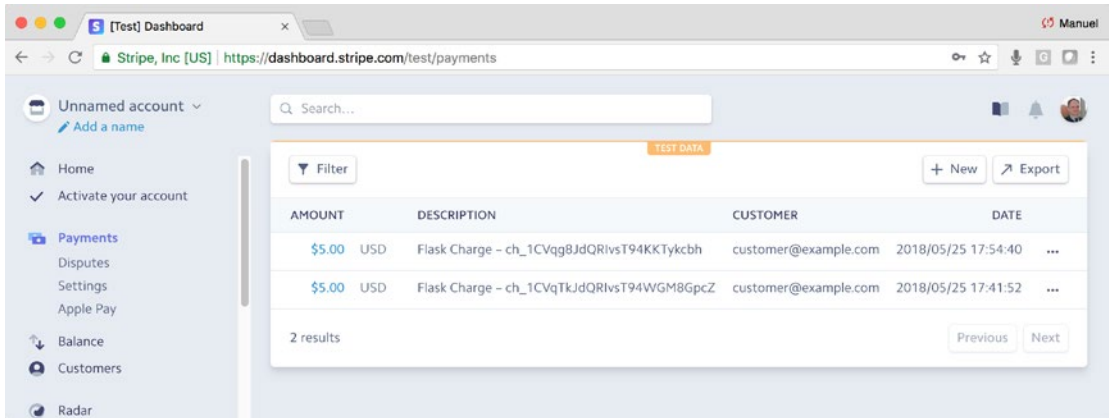 [Test] Dashboard
Manuel
Stripe, Inc [US] https://dashboard.stripe.com/test/payments
Unnamed account
Add a name
Search...
Home
Activate your account
Payments
Disputes
Settings
Apple Pay
Balance
Customers
Radar
TEST DATA
Filter
+ New
Export
AMOUNT DESCRIPTION CUSTOMER DATE
$5.00 USD Flask Charge – ch_1CVqg8JdQRIvsT94KKTykcbh customer@example.com 2018/05/25 17:54:40 ...
$5.00 USD Flask Charge – ch_1CVqTkJdQRIvsT94WGM8GpcZ customer@example.com 2018/05/25 17:41:52 ...
2 results
Previous
Next